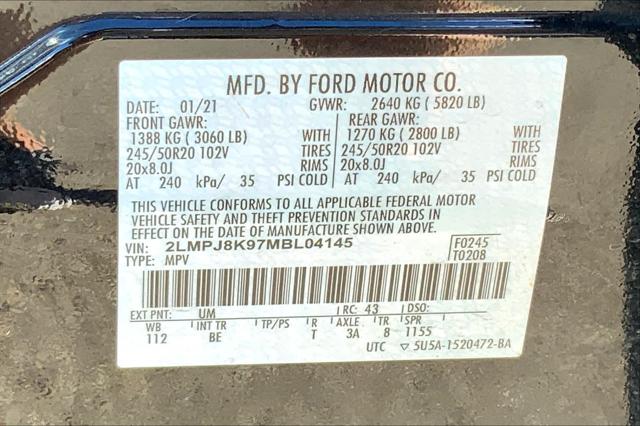 MFD. BY FORD MOTOR CO.
DATE: 01/21 GVWR: 2640 KG ( 5820 LB)
FRONT GAWR: REAR GAWR:
1388 KG ( 3060 LB) WITH 1270 KG ( 2800 LB) WITH
245/50R20 102V TIRES 245/50R20 102V TIRES
20x8.0J RIMS 20x8.0J RIMS
AT 240 kPa/ 35 PSI COLD AT 240 kPa/ 35 PSI COLD
THIS VEHICLE CONFORMS TO ALL APPLICABLE FEDERAL MOTOR
VEHICLE SAFETY AND THEFT PREVENTION STANDARDS IN
EFFECT ON THE DATE OF MANUFACTURE SHOWN ABOVE.
VIN: 2LMPJ8K97MBL04145 F0245
TYPE: MPV T0208
EXT PNT: UM RC: 43 DSO:
WB INT TR TP/PS R AXLE TR SPR
112 BE T 3A 8 1155
UTC ▽ 5U5A-1520472-BA